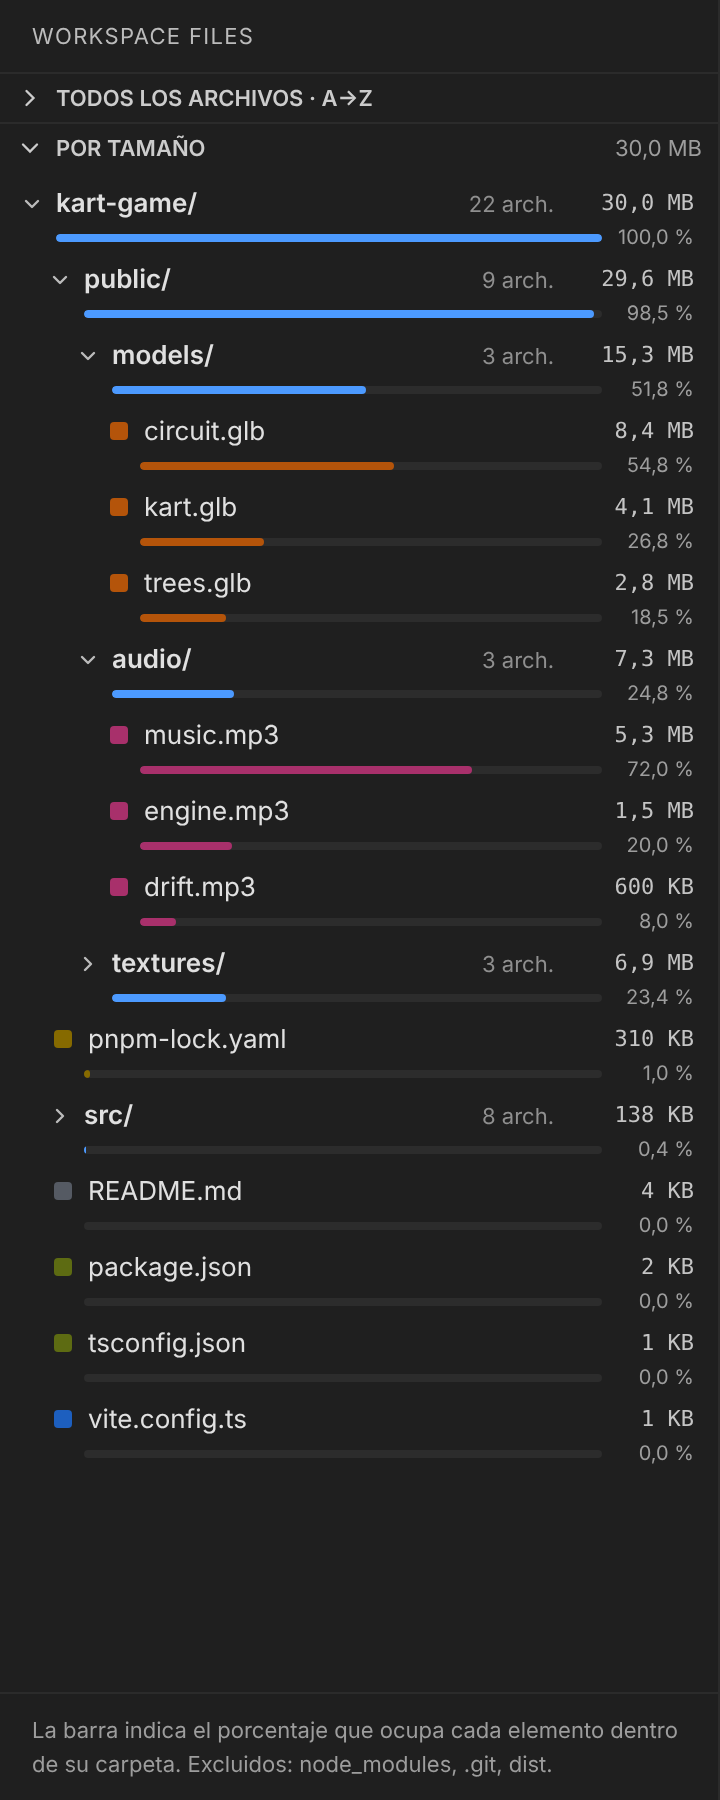 WORKSPACE FILES
TODOS LOS ARCHIVOS · A→Z
POR TAMAÑO 30,0 MB
kart-game/ 22 arch. 30,0 MB
100,0 %
public/ 9 arch. 29,6 MB
98,5 %
models/ 3 arch. 15,3 MB
51,8 %
circuit.glb 8,4 MB
54,8 %
kart.glb 4,1 MB
26,8 %
trees.glb 2,8 MB
18,5 %
audio/ 3 arch. 7,3 MB
24,8 %
music.mp3 5,3 MB
72,0 %
engine.mp3 1,5 MB
20,0 %
drift.mp3 600 KB
8,0 %
textures/ 3 arch. 6,9 MB
23,4 %
pnpm-lock.yaml 310 KB
1,0 %
src/ 8 arch. 138 KB
0,4 %
README.md 4 KB
0,0 %
package.json 2 KB
0,0 %
tsconfig.json 1 KB
0,0 %
vite.config.ts 1 KB
0,0 %
La barra indica el porcentaje que ocupa cada elemento dentro
de su carpeta. Excluidos: node_modules, .git, dist.